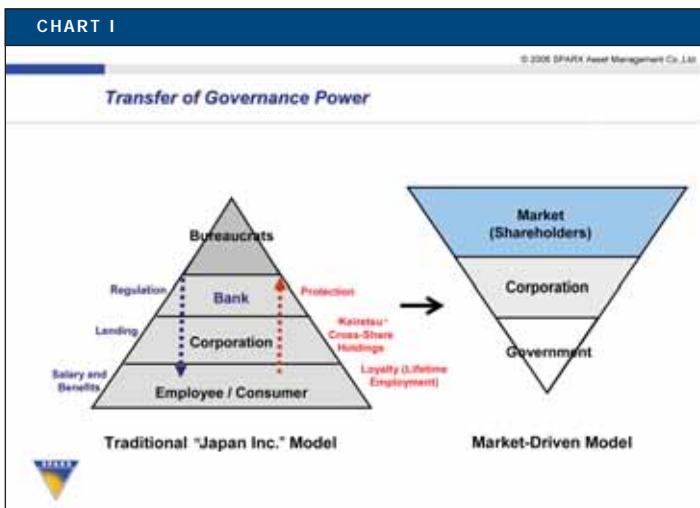 CHART I
© 2006 SPARX Asset Management Co.,Ltd.
Transfer of Governance Power
Bureaucrats
Regulation
Bank
Protection
Lending
Corporation
"Keiretsu"
Cross-Share
Holdings
Salary and
Benefits
Employee / Consumer
Loyalty (Lifetime
Employment)
Traditional "Japan Inc." Model
Market
(Shareholders)
Corporation
Government
Market-Driven Model
SPARX